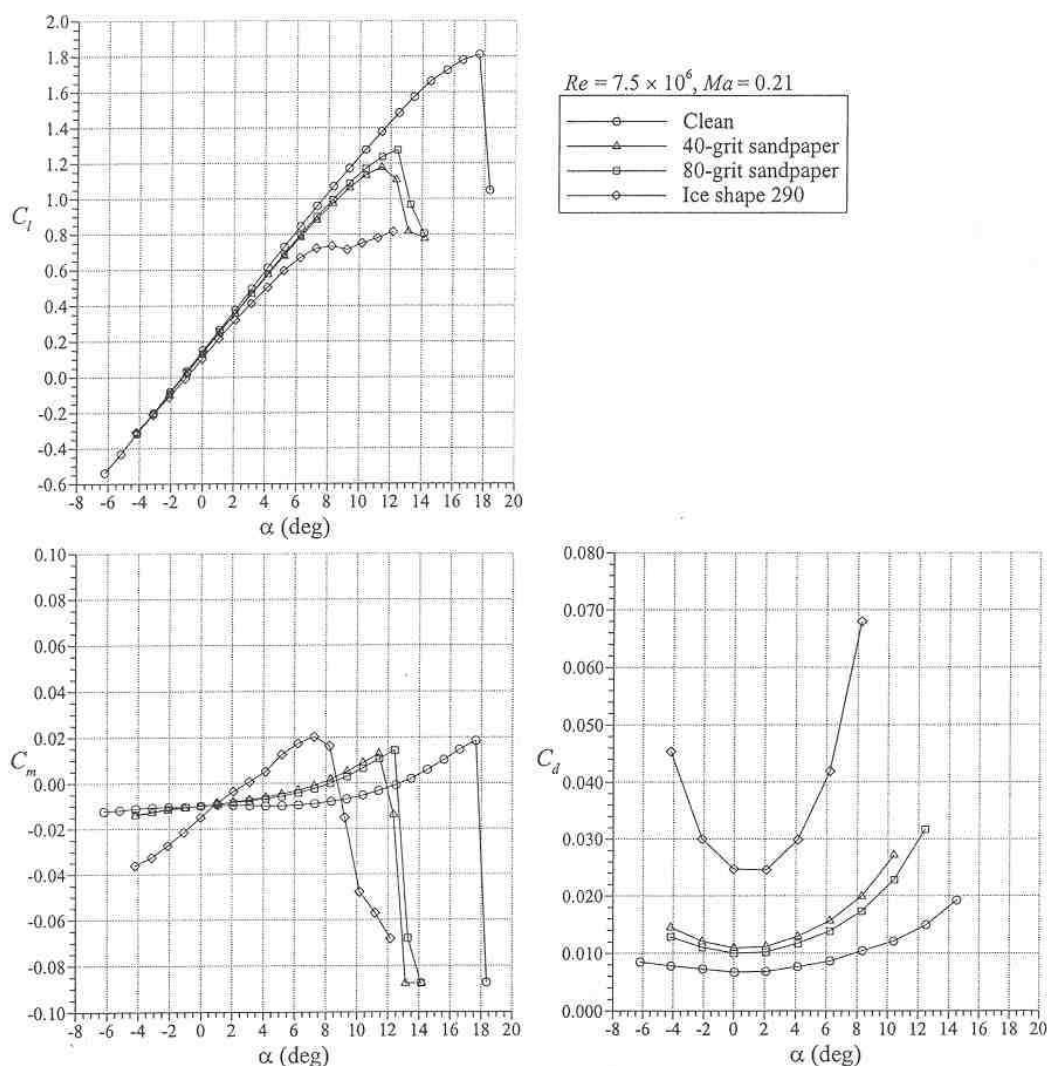 2.0
1.8
1.6
1.4
1.2
1.0
0.8
0.6
0.4
0.2
0.0
-0.2
-0.4
-0.6
C_l
-8 -6 -4 -2 0 2 4 6 8 10 12 14 16 18 20
α (deg)
Re = 7.5 × 10⁶, Ma = 0.21
Clean
40-grit sandpaper
80-grit sandpaper
Ice shape 290
0.10
0.08
0.06
0.04
0.02
0.00
-0.02
-0.04
-0.06
-0.08
-0.10
C_m
-8 -6 -4 -2 0 2 4 6 8 10 12 14 16 18 20
α (deg)
0.080
0.070
0.060
0.050
0.040
0.030
0.020
0.010
0.000
C_d
-8 -6 -4 -2 0 2 4 6 8 10 12 14 16 18 20
α (deg)